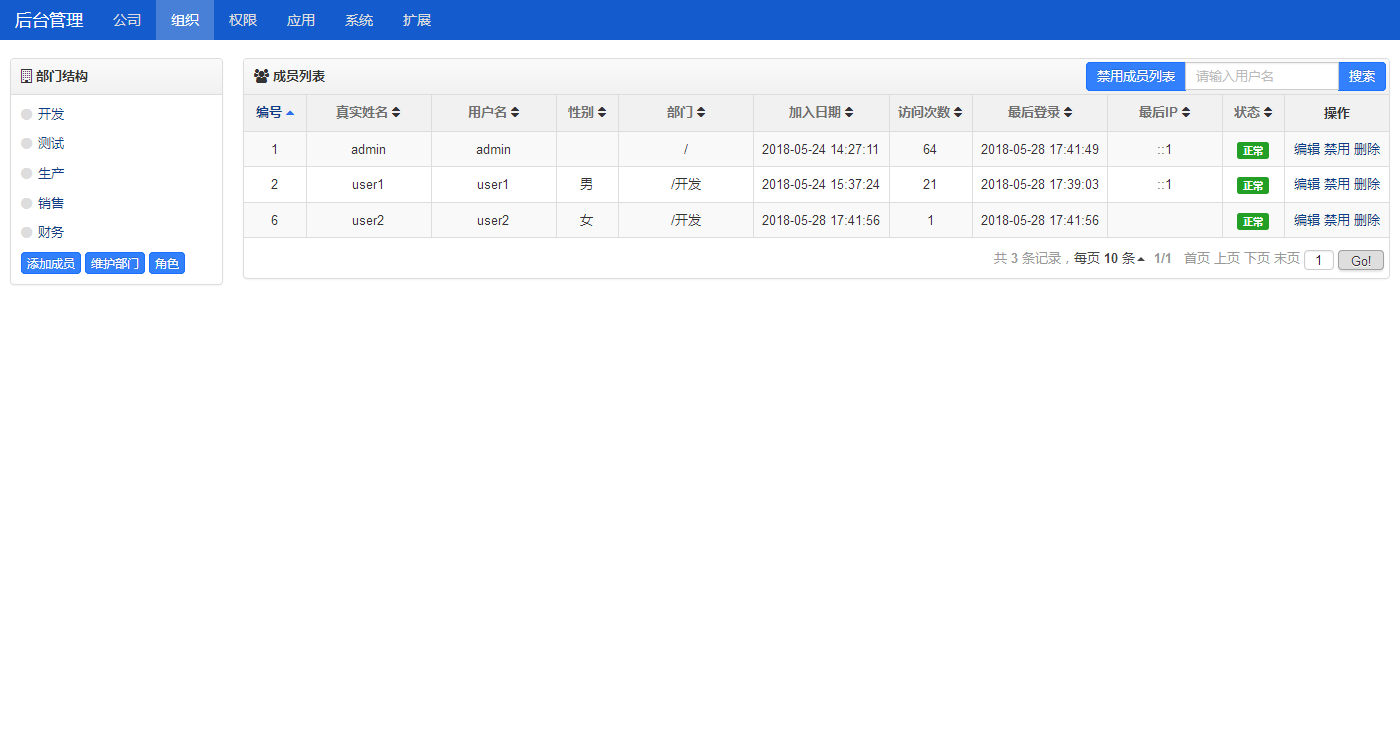 后台管理 公司 组织 权限 应用 系统 扩展
部门结构
开发
测试
生产
销售
财务
添加成员 维护部门 角色
成员列表 禁用成员列表 请输入用户名 搜索
编号 真实姓名 用户名 性别 部门 加入日期 访问次数 最后登录 最后IP 状态 操作
1 admin admin / 2018-05-24 14:27:11 64 2018-05-28 17:41:49 ::1 正常 编辑 禁用 删除
2 user1 user1 男 /开发 2018-05-24 15:37:24 21 2018-05-28 17:39:03 ::1 正常 编辑 禁用 删除
6 user2 user2 女 /开发 2018-05-28 17:41:56 1 2018-05-28 17:41:56 正常 编辑 禁用 删除
共 3 条记录，每页 10 条 1/1 首页 上页 下页 末页 1 Go!